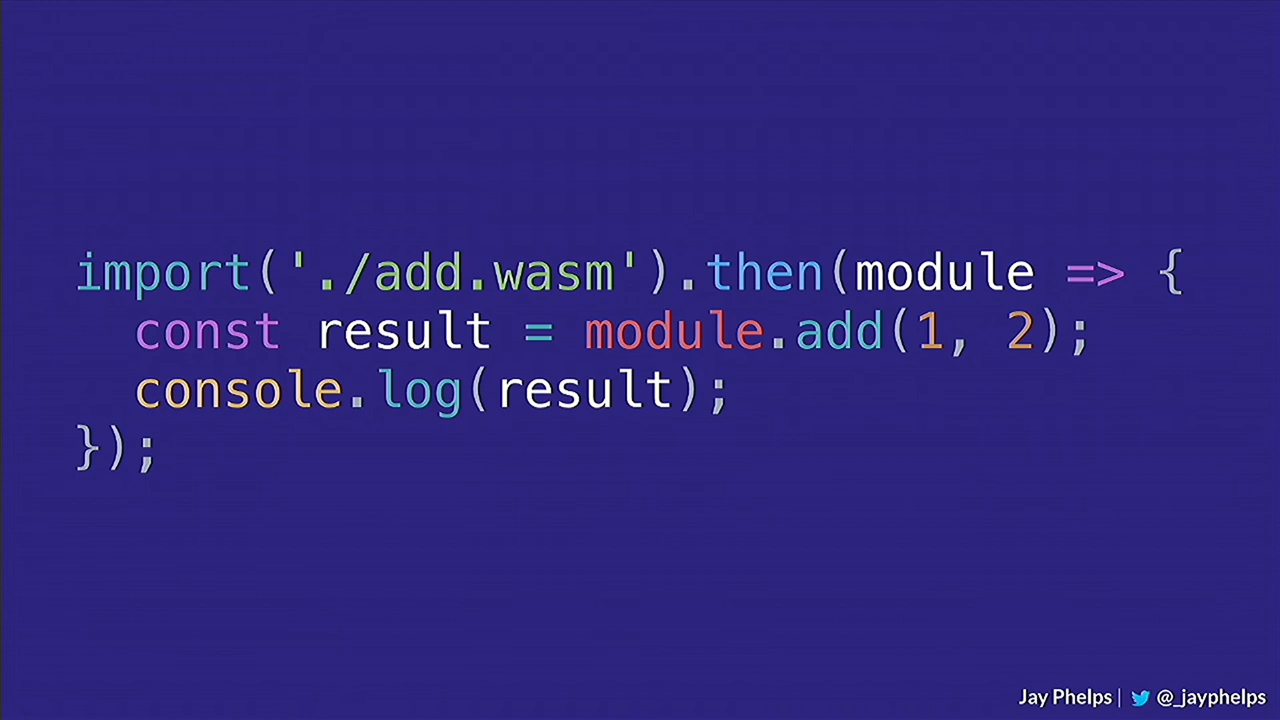 import('./add.wasm').then(module => {
  const result = module.add(1, 2);
  console.log(result);
});
Jay Phelps | @_jayphelps